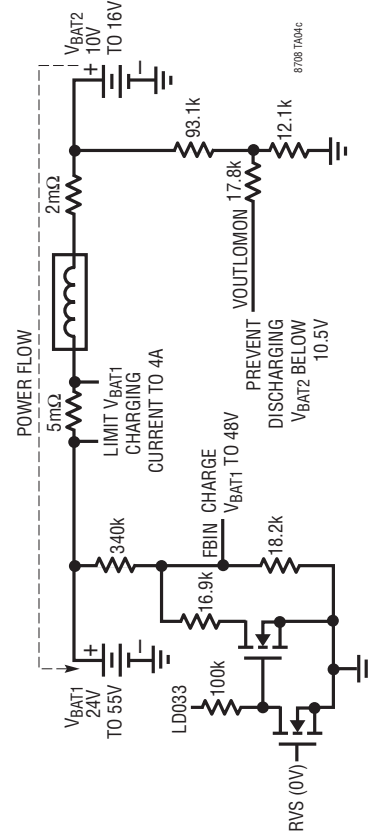 POWER FLOW
VBAT1
24V
TO 55V
+
−
5mΩ
LIMIT VBAT1
CHARGING
CURRENT TO 4A
2mΩ
VBAT2
10V
TO 16V
+
−
340k
FBIN CHARGE
VBAT1 TO 48V
16.9k
18.2k
LD033
100k
RVS (0V)
93.1k
VOUTLOMON
17.8k
PREVENT
DISCHARGING
VBAT2 BELOW
10.5V
12.1k
8708 TA04c